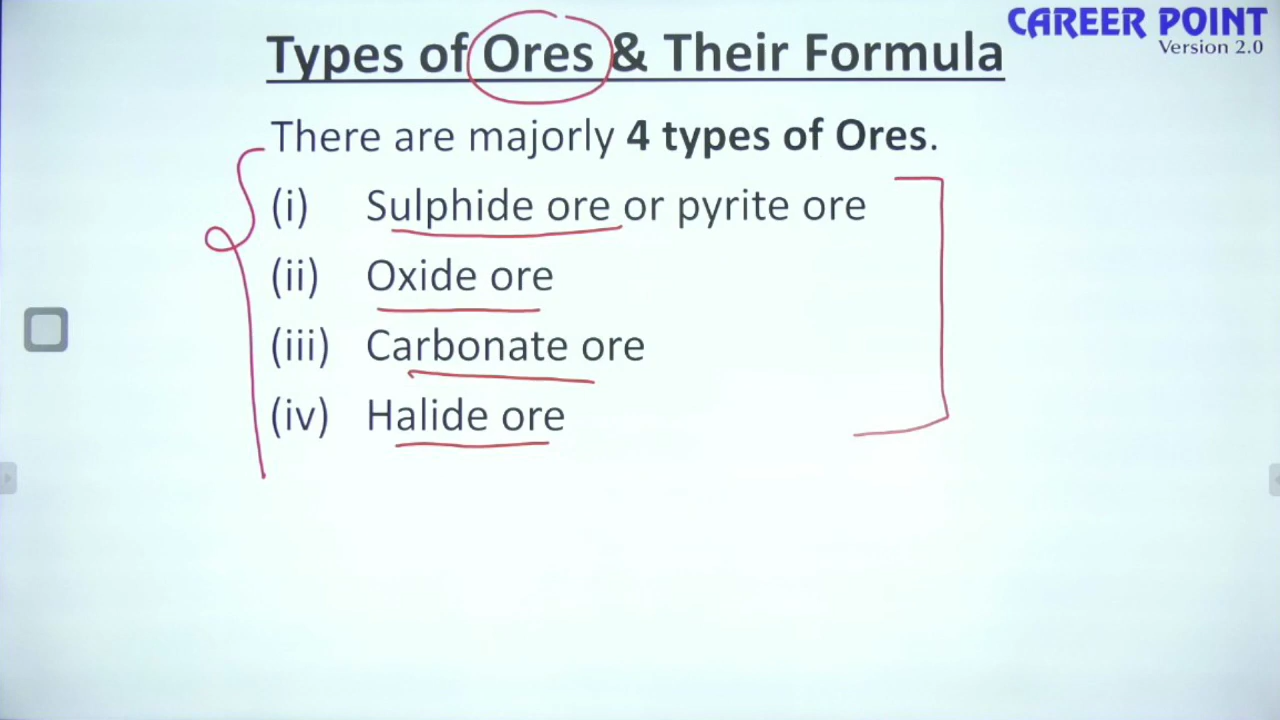 CAREER POINT
Version 2.0
Types of Ores & Their Formula
There are majorly 4 types of Ores.
(i) Sulphide ore or pyrite ore
(ii) Oxide ore
(iii) Carbonate ore
(iv) Halide ore